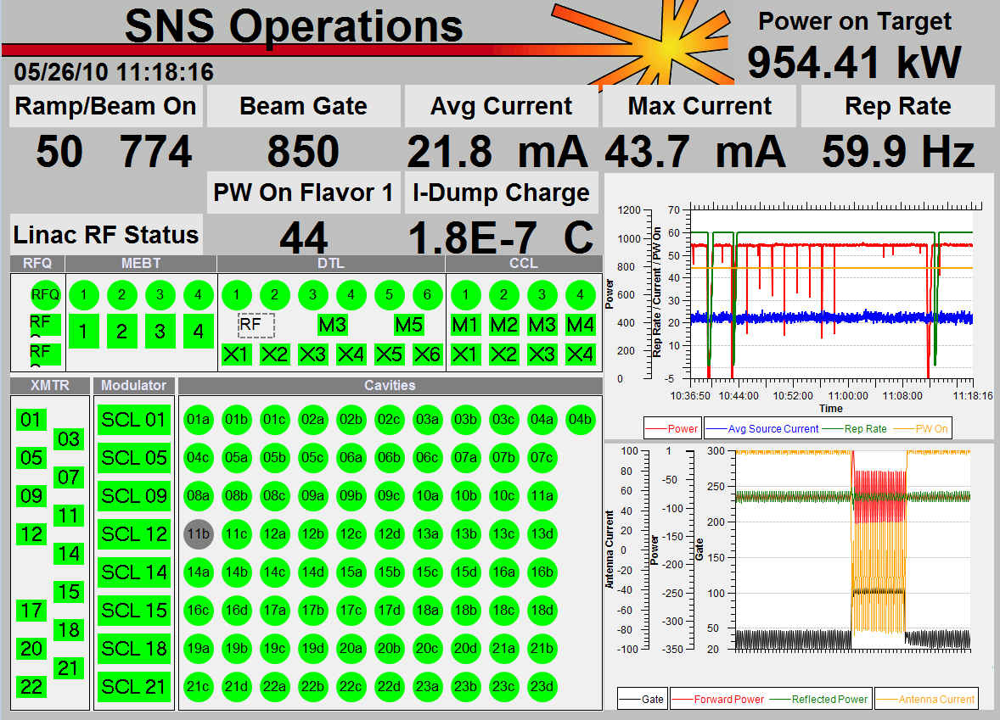 SNS Operations
Power on Target
954.41 kW
05/26/10 11:18:16
Ramp/Beam On
Beam Gate
Avg Current
Max Current
Rep Rate
50 774
850
21.8 mA
43.7 mA
59.9 Hz
PW On Flavor 1
I-Dump Charge
Linac RF Status
44
1.8E-7 C
RFQ MEBT DTL CCL
RFQ 1 2 3 4 1 2 3 4 5 6 1 2 3 4
RF 1 2 3 4 RF M3 M5 M1 M2 M3 M4
RF X1 X2 X3 X4 X5 X6 X1 X2 X3 X4
XMTR Modulator Cavities
01
03
05
07
09
11
12
14
15
17
18
20
21
22
SCL 01
SCL 05
SCL 09
SCL 12
SCL 14
SCL 15
SCL 18
SCL 21
01a 01b 01c 02a 02b 02c 03a 03b 03c 04a 04b
04c 05a 05b 05c 06a 06b 06c 07a 07b 07c
08a 08b 08c 09a 09b 09c 10a 10b 10c 11a
11b 11c 12a 12b 12c 12d 13a 13b 13c 13d
14a 14b 14c 14d 15a 15b 15c 15d 16a 16b
16c 16d 17a 17b 17c 17d 18a 18b 18c 18d
19a 19b 19c 19d 20a 20b 20c 20d 21a 21b
21c 21d 22a 22b 22c 22d 23a 23b 23c 23d
Power
1200
1000
800
600
400
200
0
Rep Rate / Current / PW On
70
60
50
40
30
20
10
-5
10:36:50 10:44:00 10:52:00 11:00:00 11:08:00 11:18:16
Time
Power Avg Source Current Rep Rate PW On
Antenna Current
100
80
60
40
20
0
-20
-40
-60
-80
-100
Power
1
-50
-100
-150
-200
-250
-300
-350
Gate
300
250
200
150
100
50
20
Gate Forward Power Reflected Power Antenna Current